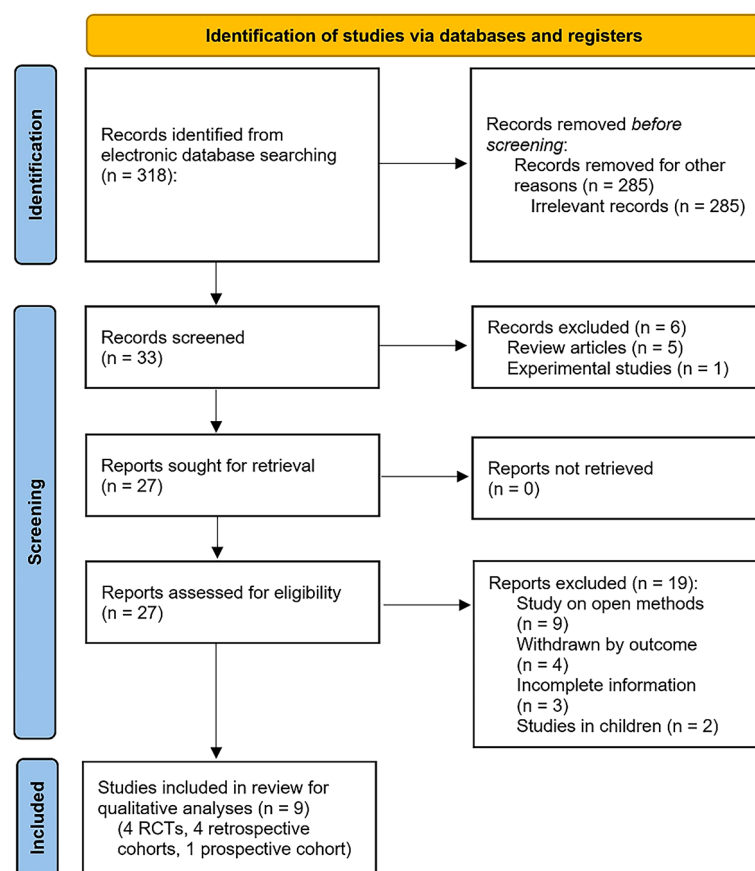 Identification of studies via databases and registers
Identification
Records identified from
electronic database searching
(n = 318):
Records removed before
screening:
Records removed for other
reasons (n = 285)
Irrelevant records (n = 285)
Screening
Records screened
(n = 33)
Records excluded (n = 6)
Review articles (n = 5)
Experimental studies (n = 1)
Reports sought for retrieval
(n = 27)
Reports not retrieved
(n = 0)
Reports assessed for eligibility
(n = 27)
Reports excluded (n = 19):
Study on open methods
(n = 9)
Withdrawn by outcome
(n = 4)
Incomplete information
(n = 3)
Studies in children (n = 2)
Included
Studies included in review for
qualitative analyses (n = 9)
(4 RCTs, 4 retrospective
cohorts, 1 prospective cohort)